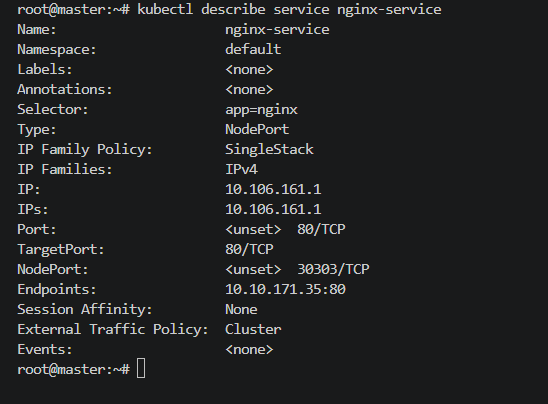 root@master:~# kubectl describe service nginx-service
Name:                     nginx-service
Namespace:                default
Labels:                   <none>
Annotations:              <none>
Selector:                 app=nginx
Type:                     NodePort
IP Family Policy:         SingleStack
IP Families:              IPv4
IP:                       10.106.161.1
IPs:                      10.106.161.1
Port:                     <unset>  80/TCP
TargetPort:               80/TCP
NodePort:                 <unset>  30303/TCP
Endpoints:                10.10.171.35:80
Session Affinity:         None
External Traffic Policy:  Cluster
Events:                   <none>
root@master:~#